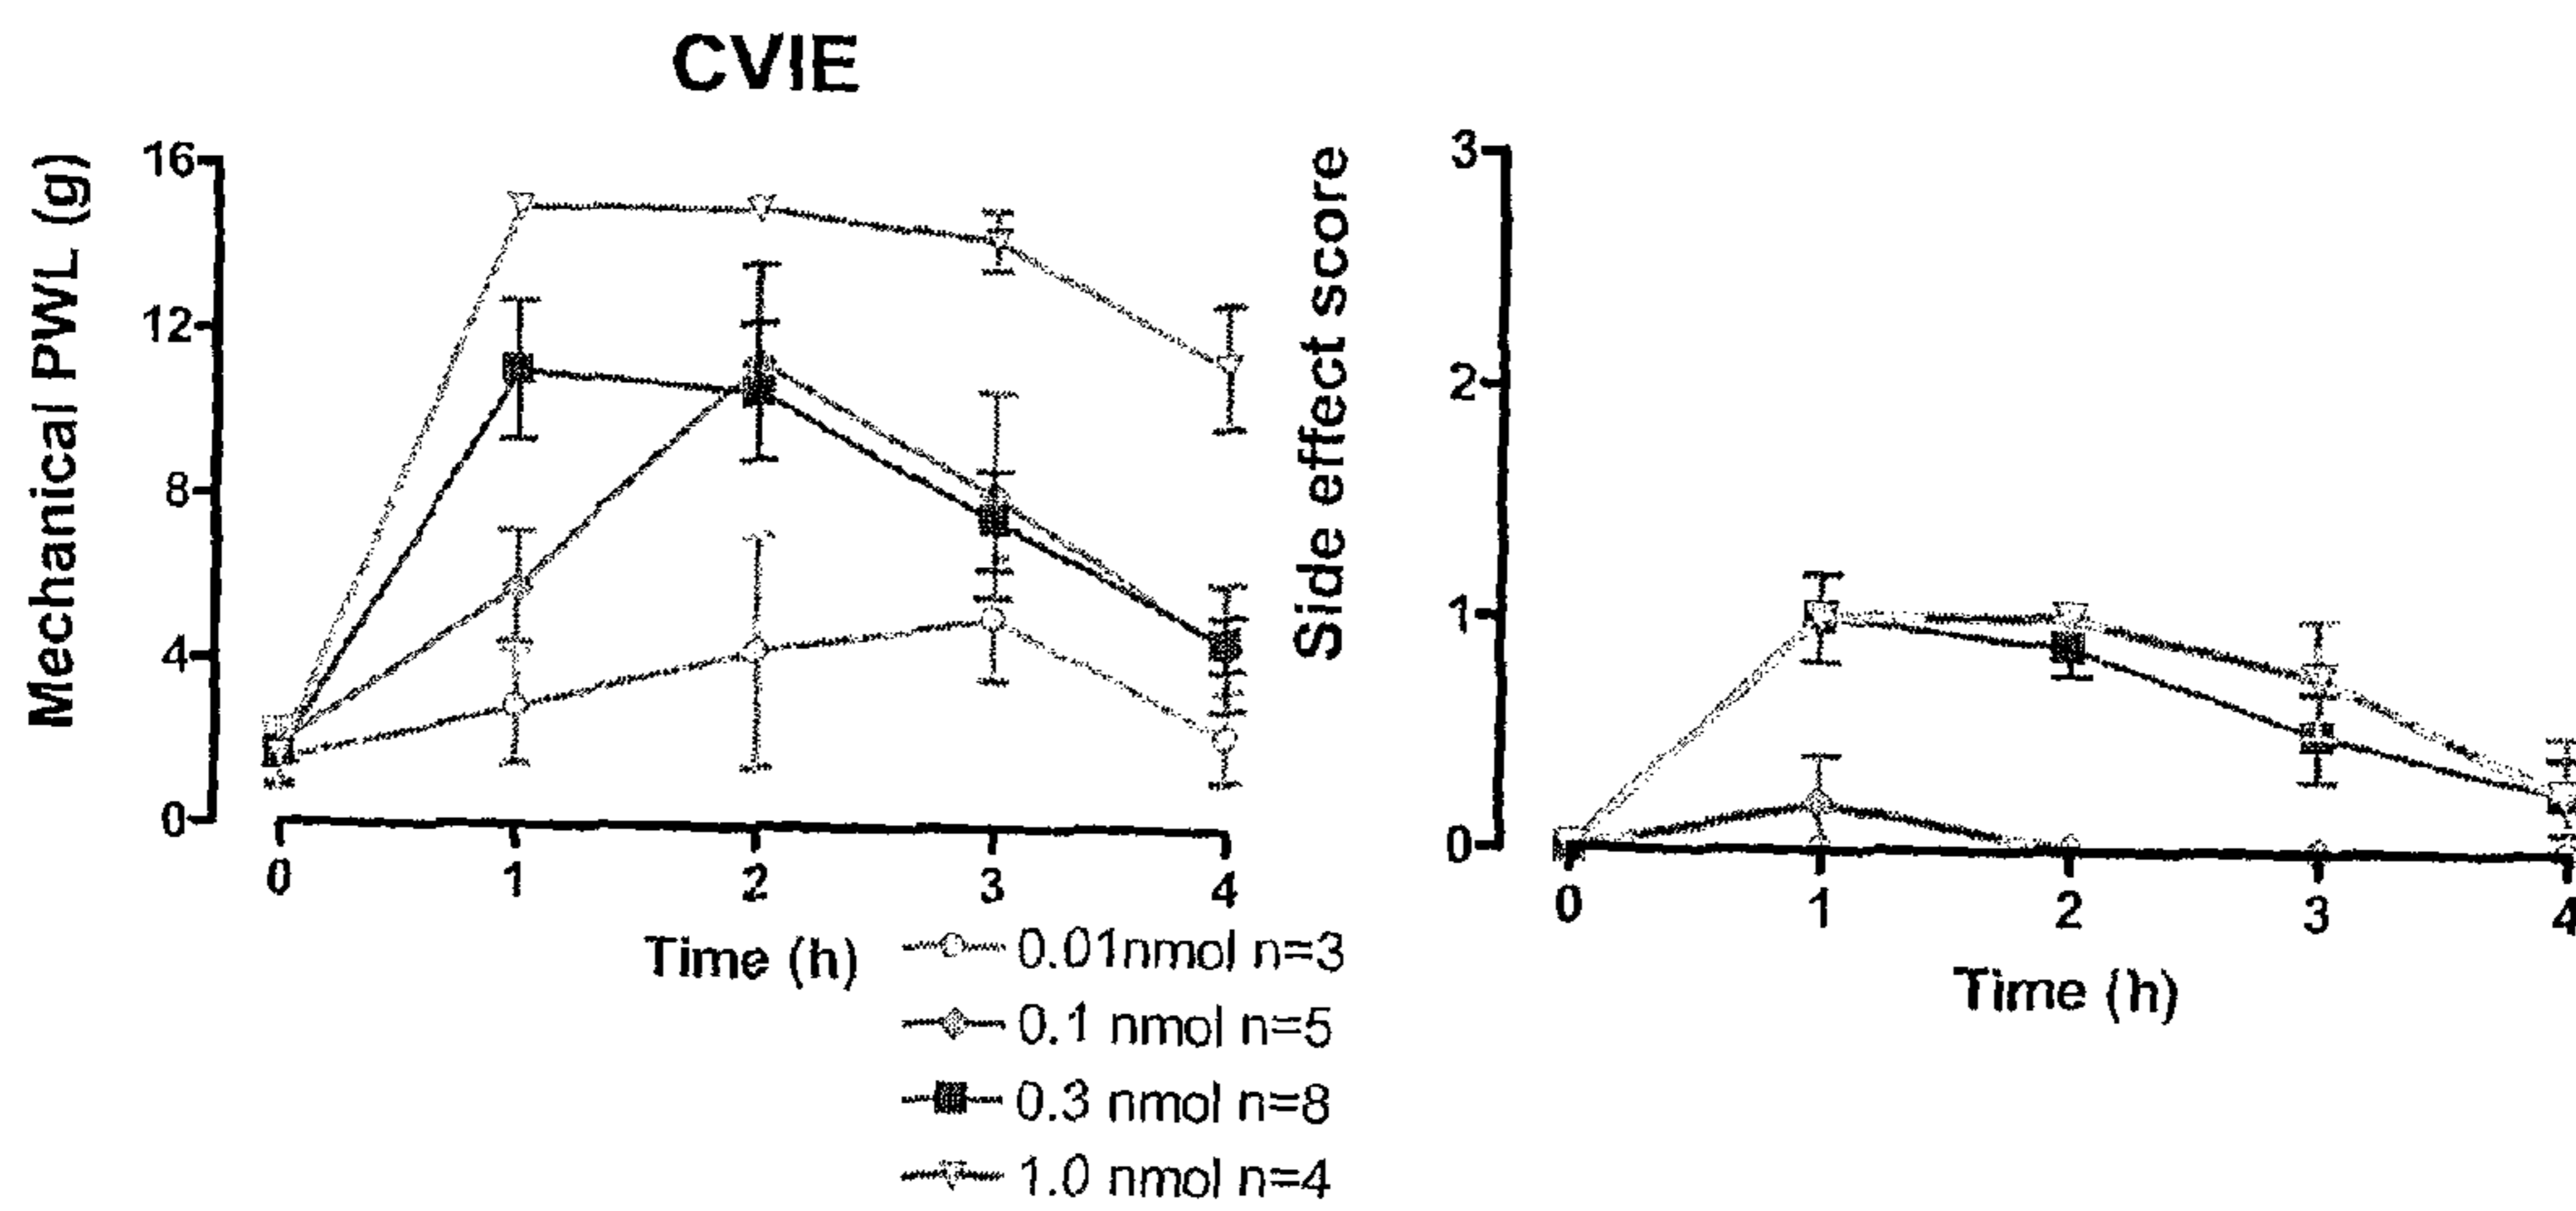 CVIE
Mechanical PWL (g)
16
12
8
4
0
0 1 2 3 4
Time (h)
0.01nmol n=3
0.1 nmol n=5
0.3 nmol n=8
1.0 nmol n=4
Side effect score
3
2
1
0
0 1 2 3 4
Time (h)